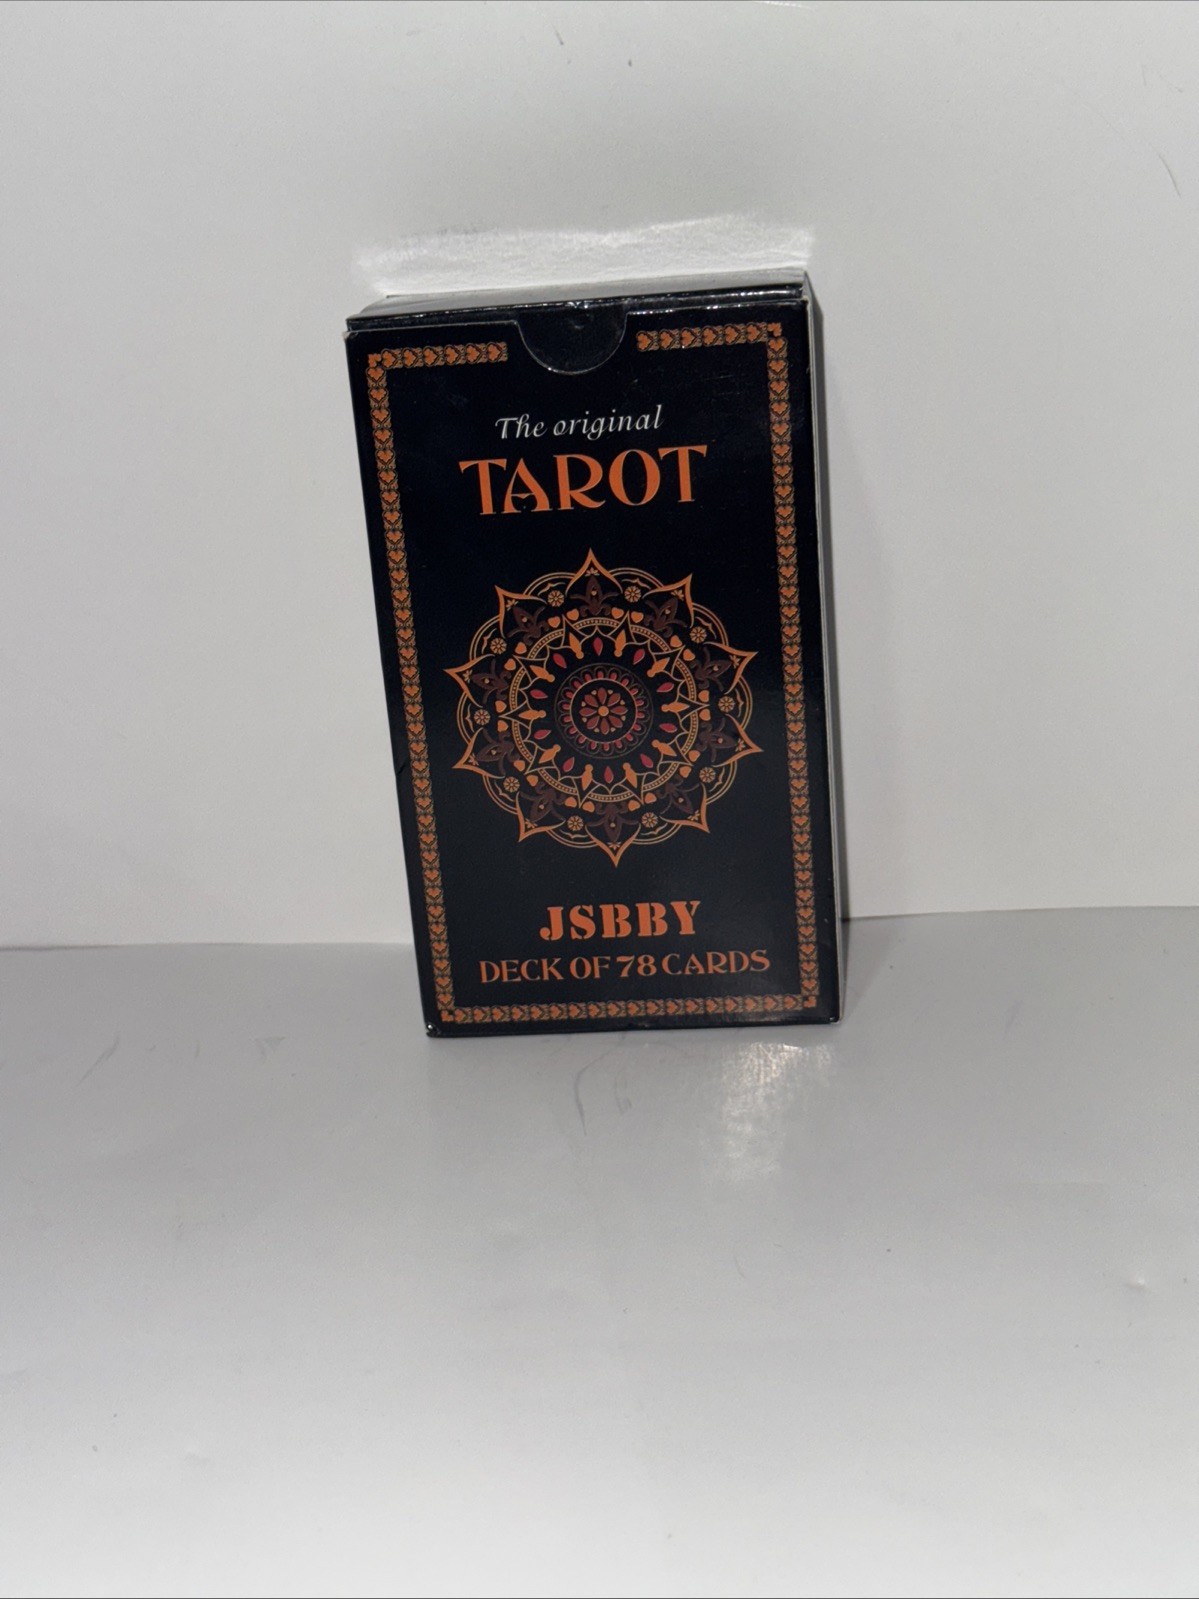 The original
TAROT
JSBBY
DECK OF 78 CARDS